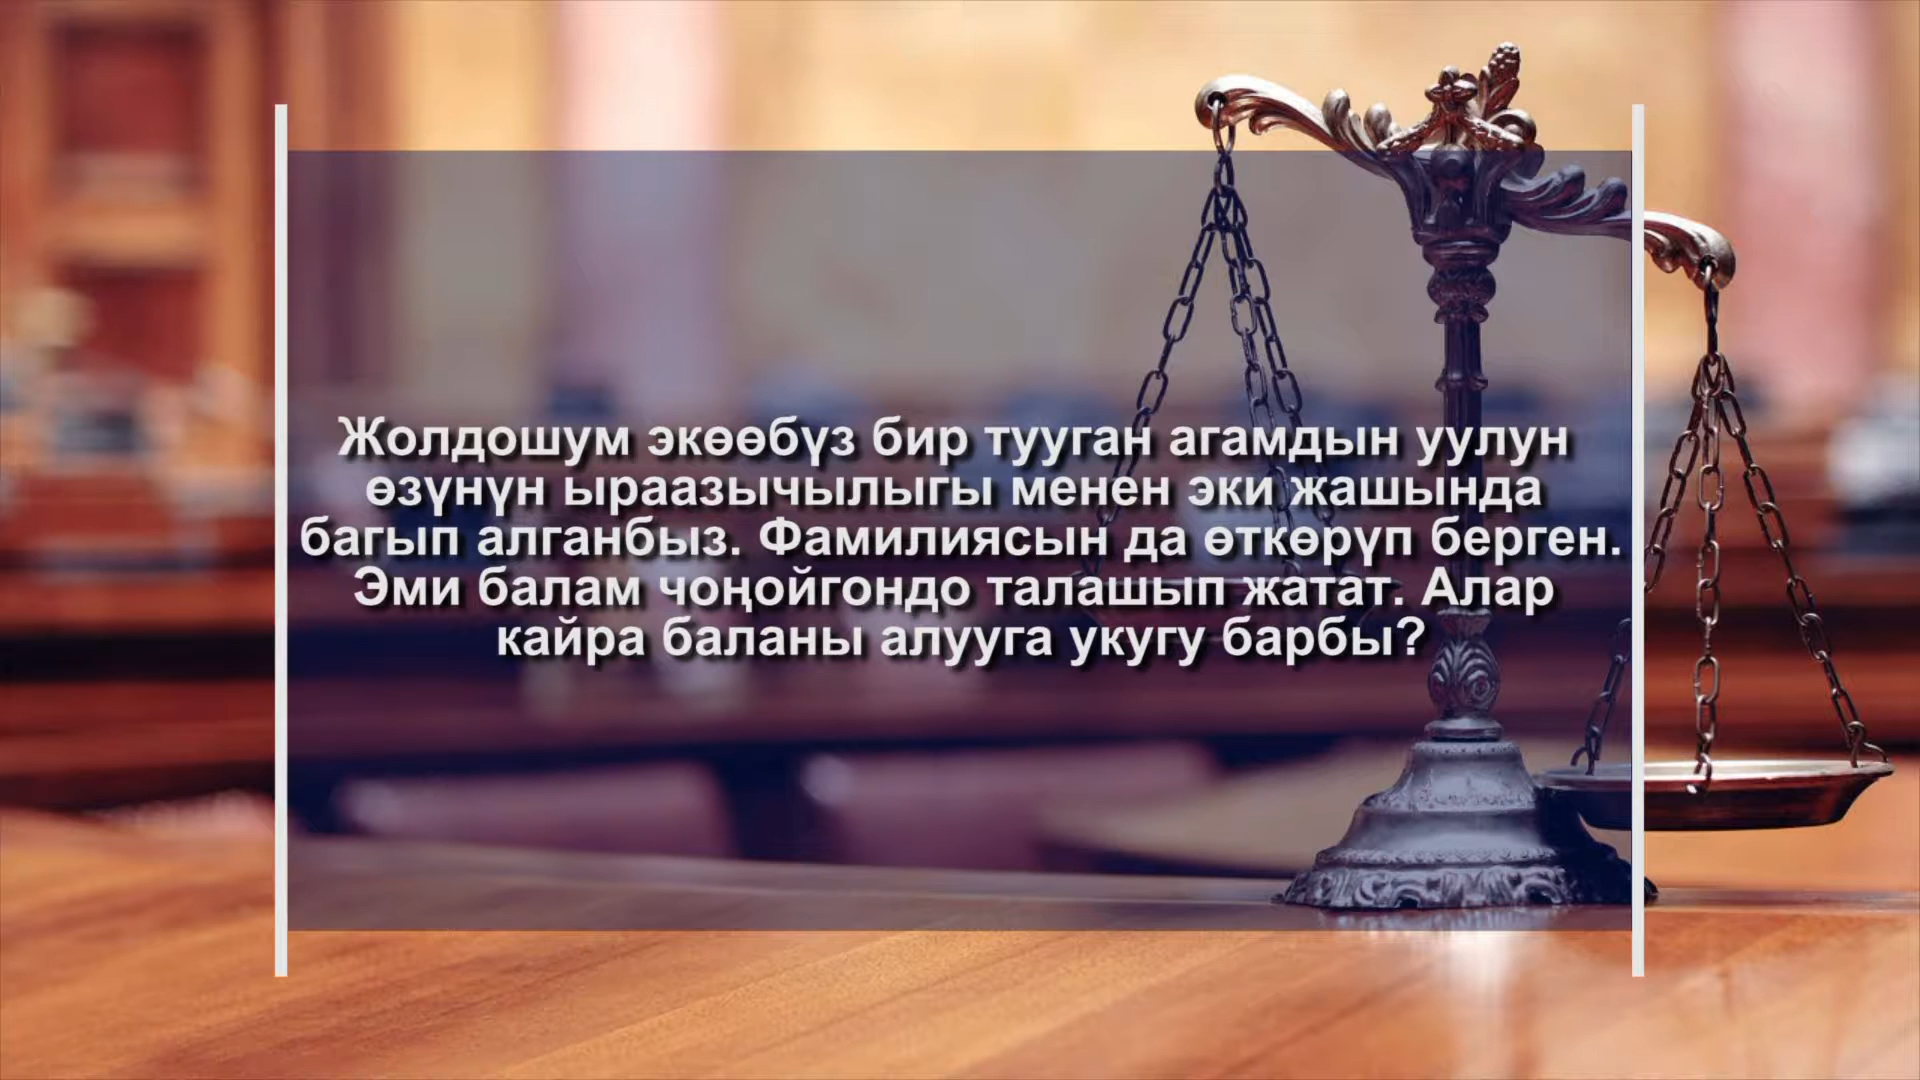 Жолдошум экөөбүз бир тууган агамдын уулун
өзүнүн ыраазычылыгы менен эки жашында
багып алганбыз. Фамилиясын да өткөрүп берген.
Эми балам чоңойгондо талашып жатат. Алар
кайра баланы алууга укугу барбы?